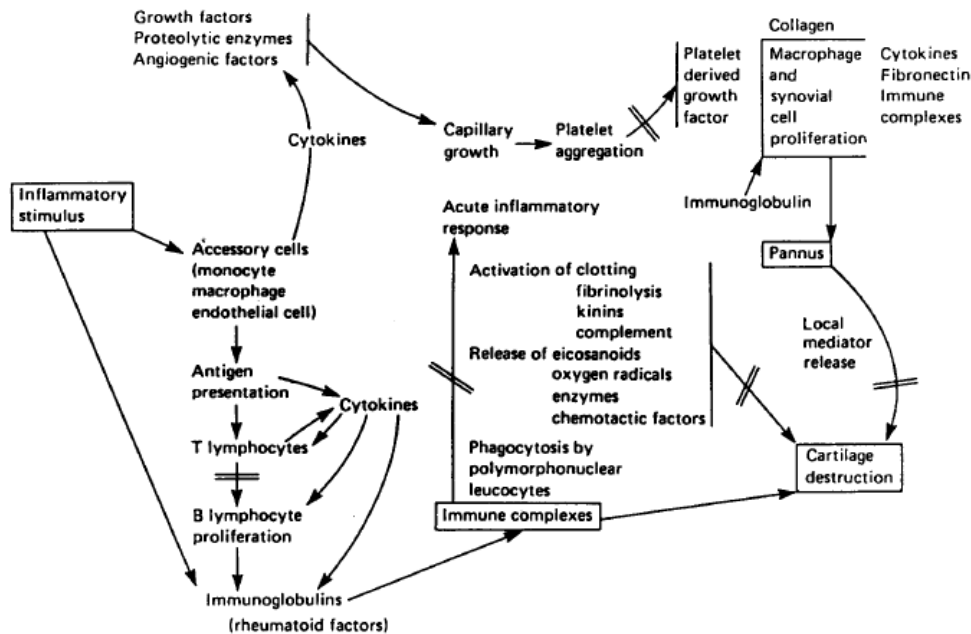 Growth factors
Proteolytic enzymes
Angiogenic factors
Cytokines
Capillary
growth
Platelet
aggregation
Platelet
derived
growth
factor
Collagen
Macrophage
and
synovial
cell
proliferation
Cytokines
Fibronectin
Immune
complexes
Immunoglobulin
Pannus
Inflammatory
stimulus
Accessory cells
(monocyte
macrophage
endothelial cell)
Antigen
presentation
Cytokines
T lymphocytes
B lymphocyte
proliferation
Immunoglobulins
(rheumatoid factors)
Acute inflammatory
response
Activation of clotting
fibrinolysis
kinins
complement
Release of eicosanoids
oxygen radicals
enzymes
chemotactic factors
Phagocytosis by
polymorphonuclear
leucocytes
Immune complexes
Local
mediator
release
Cartilage
destruction